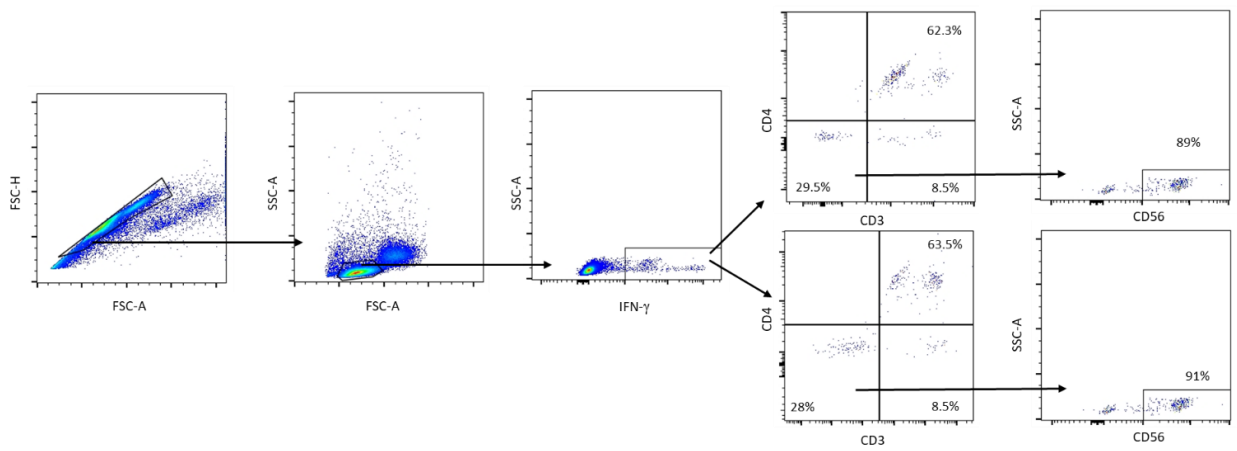 FSC-H
FSC-A
SSC-A
FSC-A
SSC-A
IFN-γ
CD4
62.3%
29.5%
8.5%
CD3
SSC-A
89%
CD56
CD4
63.5%
28%
8.5%
CD3
SSC-A
91%
CD56